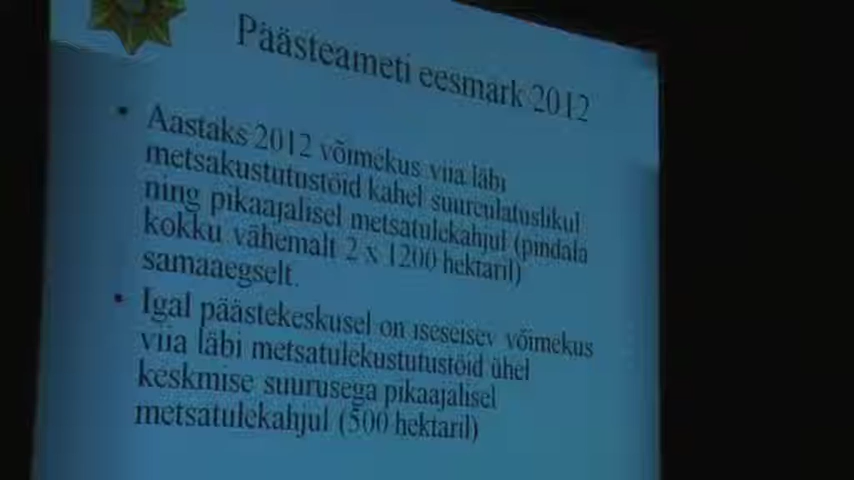 Päästeameti eesmärk 2012
• Aastaks 2012 võimekus viia läbi
metsakustutustöid kahel suureulatuslikul
ning pikaajalisel metsatulekahjul (pindala
kokku vähemalt 2 x 1200 hektaril)
samaaegselt.
• Igal päästekeskusel on iseseisev võimekus
viia läbi metsatulekustutustöid ühel
keskmise suurusega pikaajalisel
metsatulekahjul (500 hektaril)